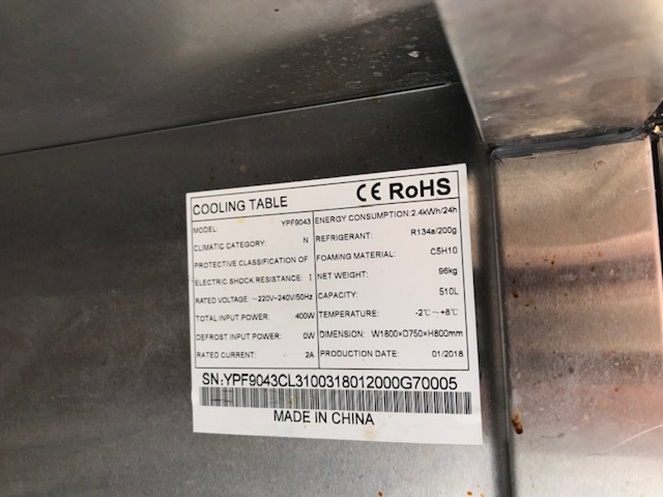 COOLING TABLE CE RoHS
MODEL: YPF9043
CLIMATIC CATEGORY: N
PROTECTIVE CLASSIFICATION OF
ELECTRIC SHOCK RESISTANCE: I
RATED VOLTAGE: ~220V~240V/50Hz
TOTAL INPUT POWER: 400W
DEFROST INPUT POWER: 0W
RATED CURRENT: 2A
ENERGY CONSUMPTION:2.4kWh/24h
REFRIGERANT: R134a/200g
FOAMING MATERIAL: C5H10
NET WEIGHT: 96kg
CAPACITY: 510L
TEMPERATURE: -2℃~+8℃
DIMENSION: W1800×D750×H800mm
PRODUCTION DATE: 01/2018
SN:YPF9043CL3100318012000G70005
MADE IN CHINA